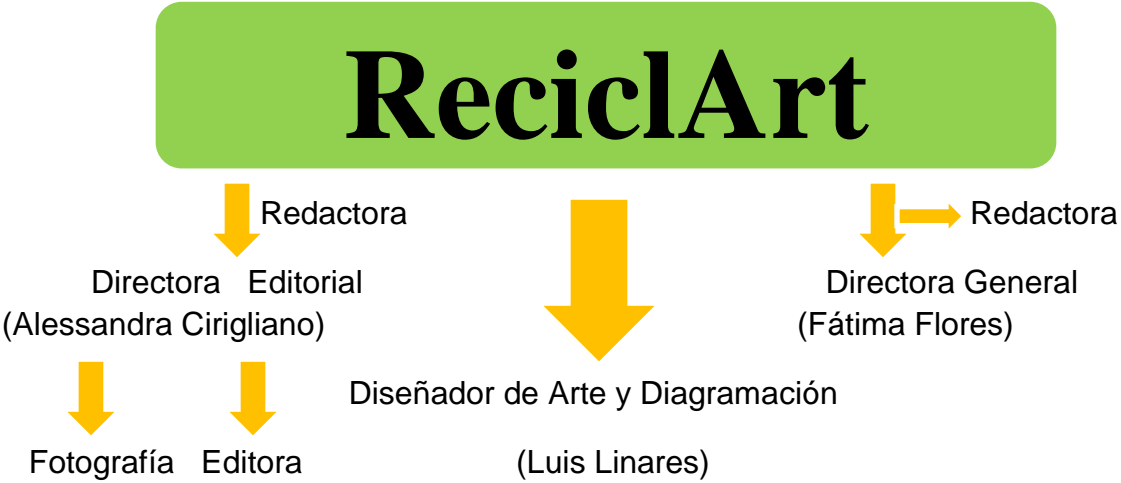 ReciclArt
Redactora
Redactora
Directora Editorial
Directora General
(Alessandra Cirigliano)
(Fátima Flores)
Diseñador de Arte y Diagramación
Fotografía Editora
(Luis Linares)